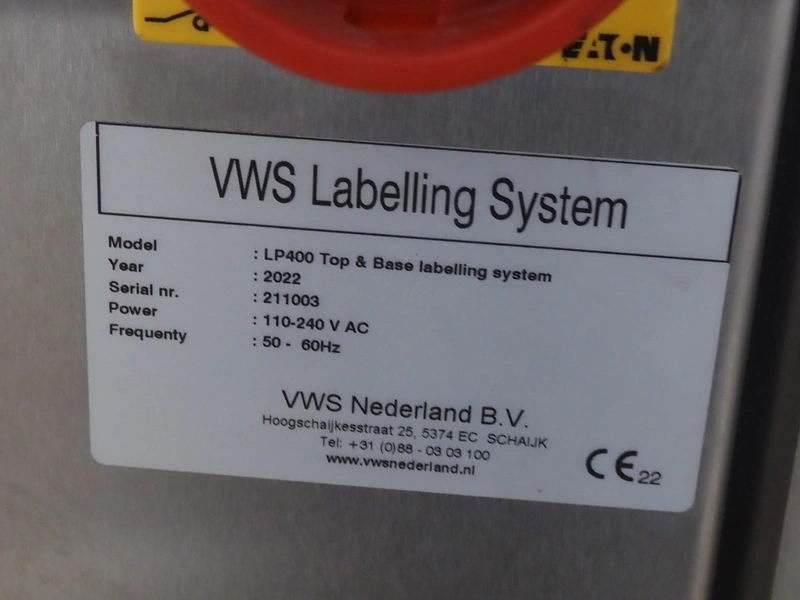 EATON
VWS Labelling System
Model : LP400 Top & Base labelling system
Year : 2022
Serial nr. : 211003
Power : 110-240 V AC
Frequenty : 50 - 60Hz
VWS Nederland B.V.
Hoogschaijkesstraat 25, 5374 EC SCHAIJK
Tel: +31 (0)88 - 03 03 100
www.vwsnederland.nl
CE 22